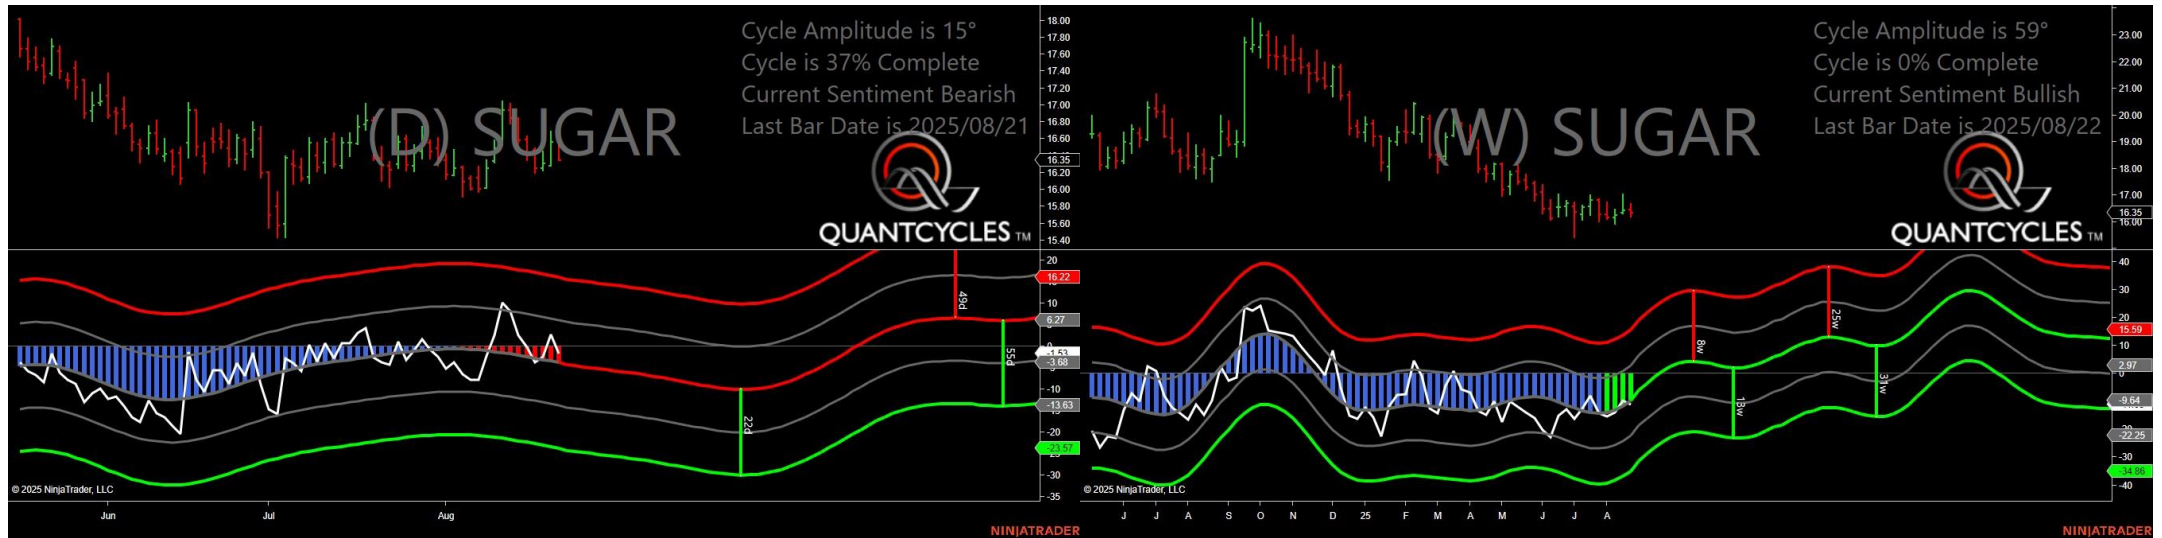 Cycle Amplitude is 15°
Cycle is 37% Complete
Current Sentiment Bearish
Last Bar Date is 2025/08/21
(D) SUGAR
QUANTCYCLES TM
18.00
17.80
17.60
17.40
17.20
17.00
16.80
16.60
16.35
16.20
16.00
15.80
15.60
15.40
20
16.22
10
6.27
0
-1.53
-3.68
-10
-13.63
-20
-23.57
-30
-35
49d
55d
22d
© 2025 NinjaTrader, LLC
Jun Jul Aug
NINJATRADER
Cycle Amplitude is 59°
Cycle is 0% Complete
Current Sentiment Bullish
Last Bar Date is 2025/08/22
(W) SUGAR
QUANTCYCLES TM
23.00
22.00
21.00
20.00
19.00
18.00
17.00
16.35
16.00
40
30
20
15.59
10
2.97
0
-9.64
-22.25
-30
-34.86
-40
8w
25w
13w
31w
© 2025 NinjaTrader, LLC
J J A S O N D 25 F M A M J J A
NINJATRADER